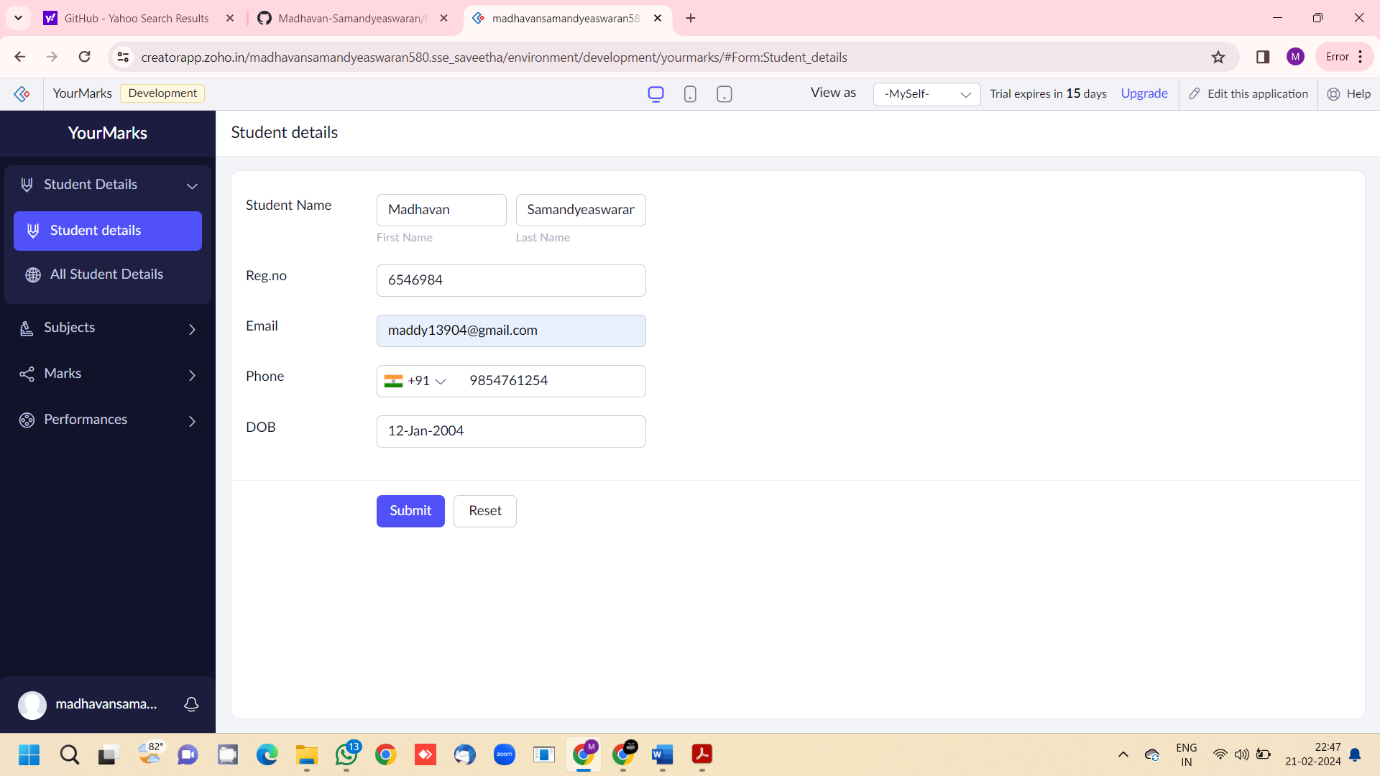 GitHub - Yahoo Search Results
Madhavan-Samandyeaswaran/
madhavansamandyeaswaran58
creatorapp.zoho.in/madhavansamandyeaswaran580.sse_saveetha/environment/development/yourmarks/#Form:Student_details
M
Error
YourMarks
Development
View as
-MySelf-
Trial expires in 15 days
Upgrade
Edit this application
Help
YourMarks
Student details
Student Details
Student details
All Student Details
Subjects
Marks
Performances
Student Name
Madhavan
Samandyeaswarar
First Name
Last Name
Reg.no
6546984
Email
maddy13904@gmail.com
Phone
+91
9854761254
DOB
12-Jan-2004
Submit
Reset
madhavansama...
82°
13
zoom
M
ENG
IN
22:47
21-02-2024